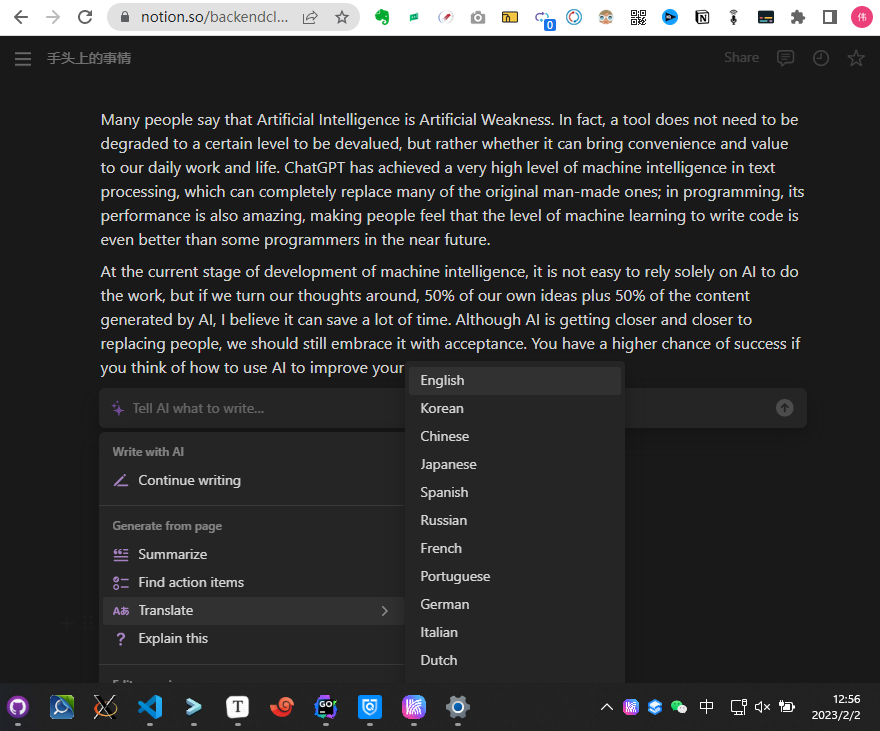 notion.so/backendcl...
0
伟
手头上的事情
Share
Many people say that Artificial Intelligence is Artificial Weakness. In fact, a tool does not need to be
degraded to a certain level to be devalued, but rather whether it can bring convenience and value
to our daily work and life. ChatGPT has achieved a very high level of machine intelligence in text
processing, which can completely replace many of the original man-made ones; in programming, its
performance is also amazing, making people feel that the level of machine learning to write code is
even better than some programmers in the near future.
At the current stage of development of machine intelligence, it is not easy to rely solely on AI to do
the work, but if we turn our thoughts around, 50% of our own ideas plus 50% of the content
generated by AI, I believe it can save a lot of time. Although AI is getting closer and closer to
replacing people, we should still embrace it with acceptance. You have a higher chance of success if
you think of how to use AI to improve your
Tell AI what to write...
Write with AI
Continue writing
Generate from page
Summarize
Find action items
Translate
Explain this
English
Korean
Chinese
Japanese
Spanish
Russian
French
Portuguese
German
Italian
Dutch
T
GO
中
12:56
2023/2/2